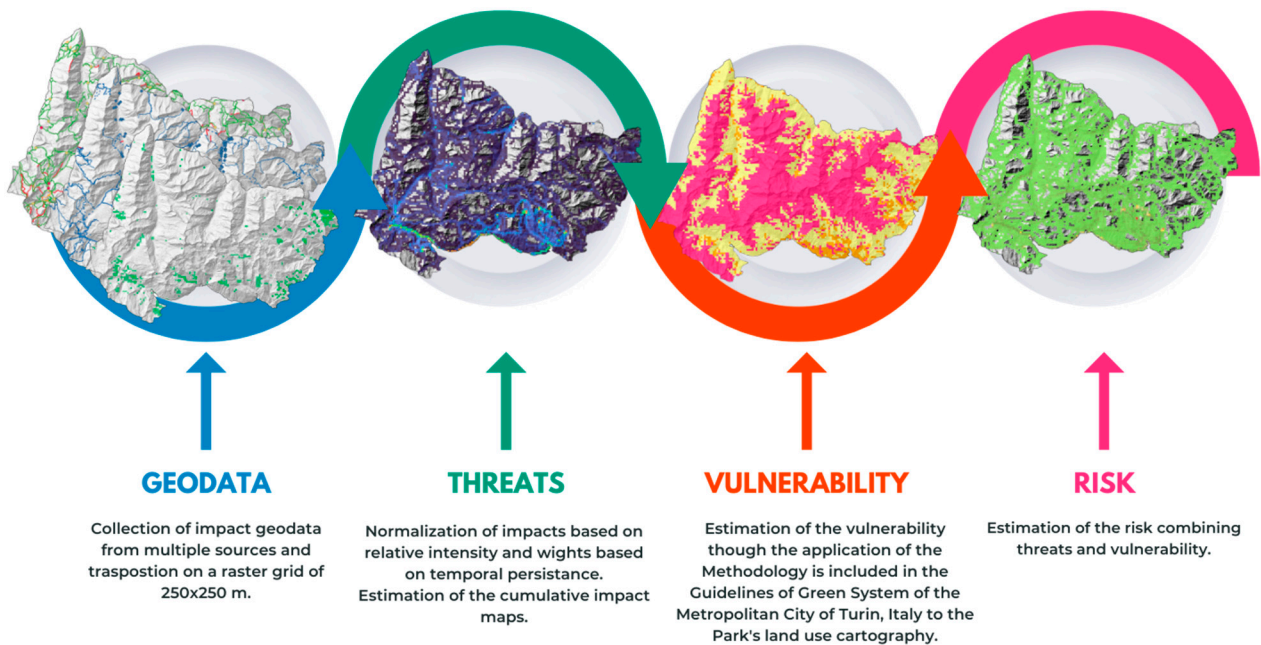 GEODATA
Collection of impact geodata
from multiple sources and
traspostion on a raster grid of
250x250 m.
THREATS
Normalization of impacts based on
relative intensity and wights based
on temporal persistance.
Estimation of the cumulative impact
maps.
VULNERABILITY
Estimation of the vulnerability
though the application of the
Methodology is included in the
Guidelines of Green System of the
Metropolitan City of Turin, Italy to the
Park's land use cartography.
RISK
Estimation of the risk combining
threats and vulnerability.